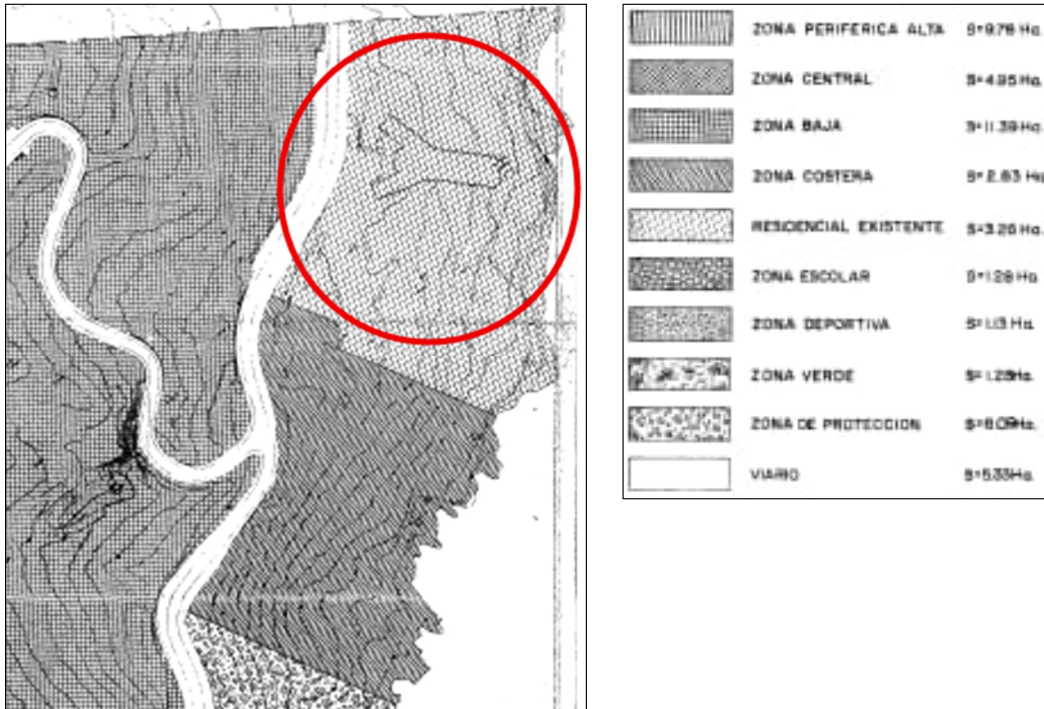 ZONA PERIFERICA ALTA S=9.76 Ha.
ZONA CENTRAL S=4.95 Ha.
ZONA BAJA S=11.39 Ha.
ZONA COSTERA S=2.83 Ha.
RESIDENCIAL EXISTENTE S=3.26 Ha.
ZONA ESCOLAR S=1.28 Ha.
ZONA DEPORTIVA S=1.13 Ha.
ZONA VERDE S=1.28Ha.
ZONA DE PROTECCION
VIARIO S=5.33Ha.